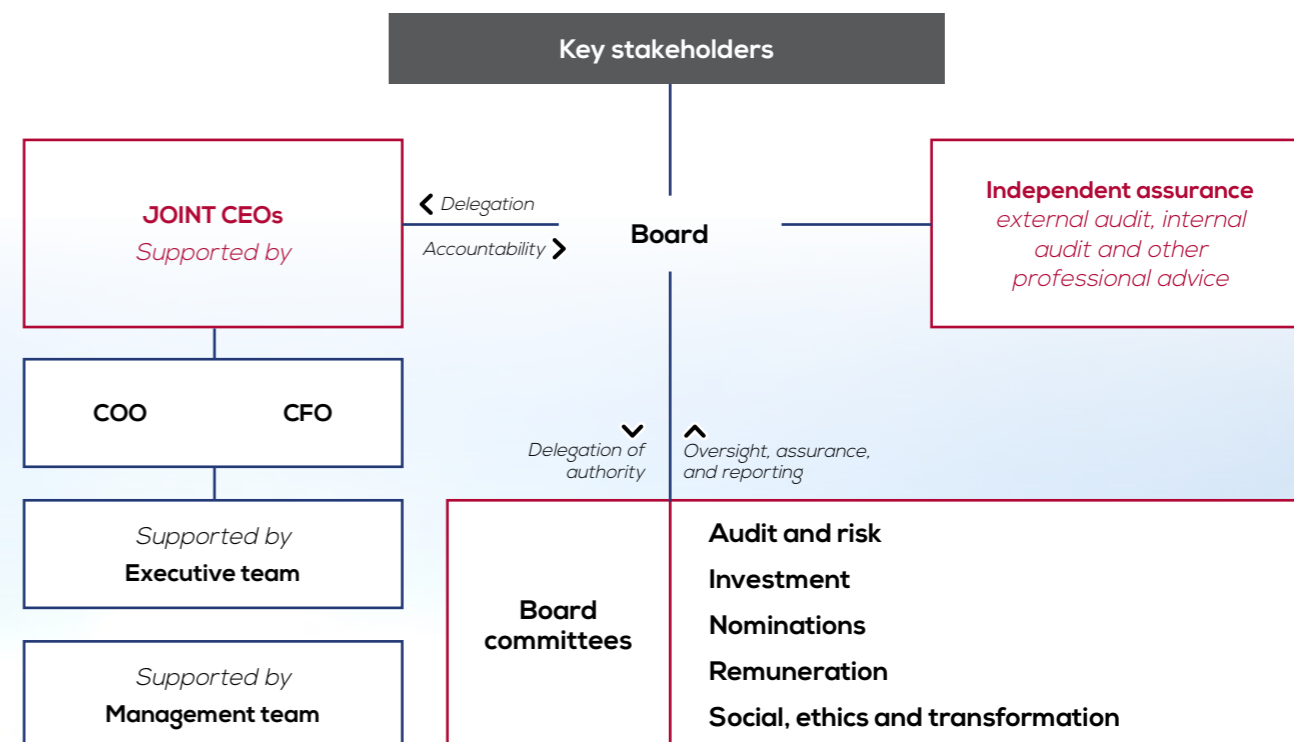 Key stakeholders
JOINT CEOs
Supported by
Delegation
Accountability
Board
Independent assurance
external audit, internal
audit and other
professional advice
COO
CFO
Delegation of
authority
Oversight, assurance,
and reporting
Supported by
Executive team
Supported by
Management team
Board
committees
Audit and risk
Investment
Nominations
Remuneration
Social, ethics and transformation